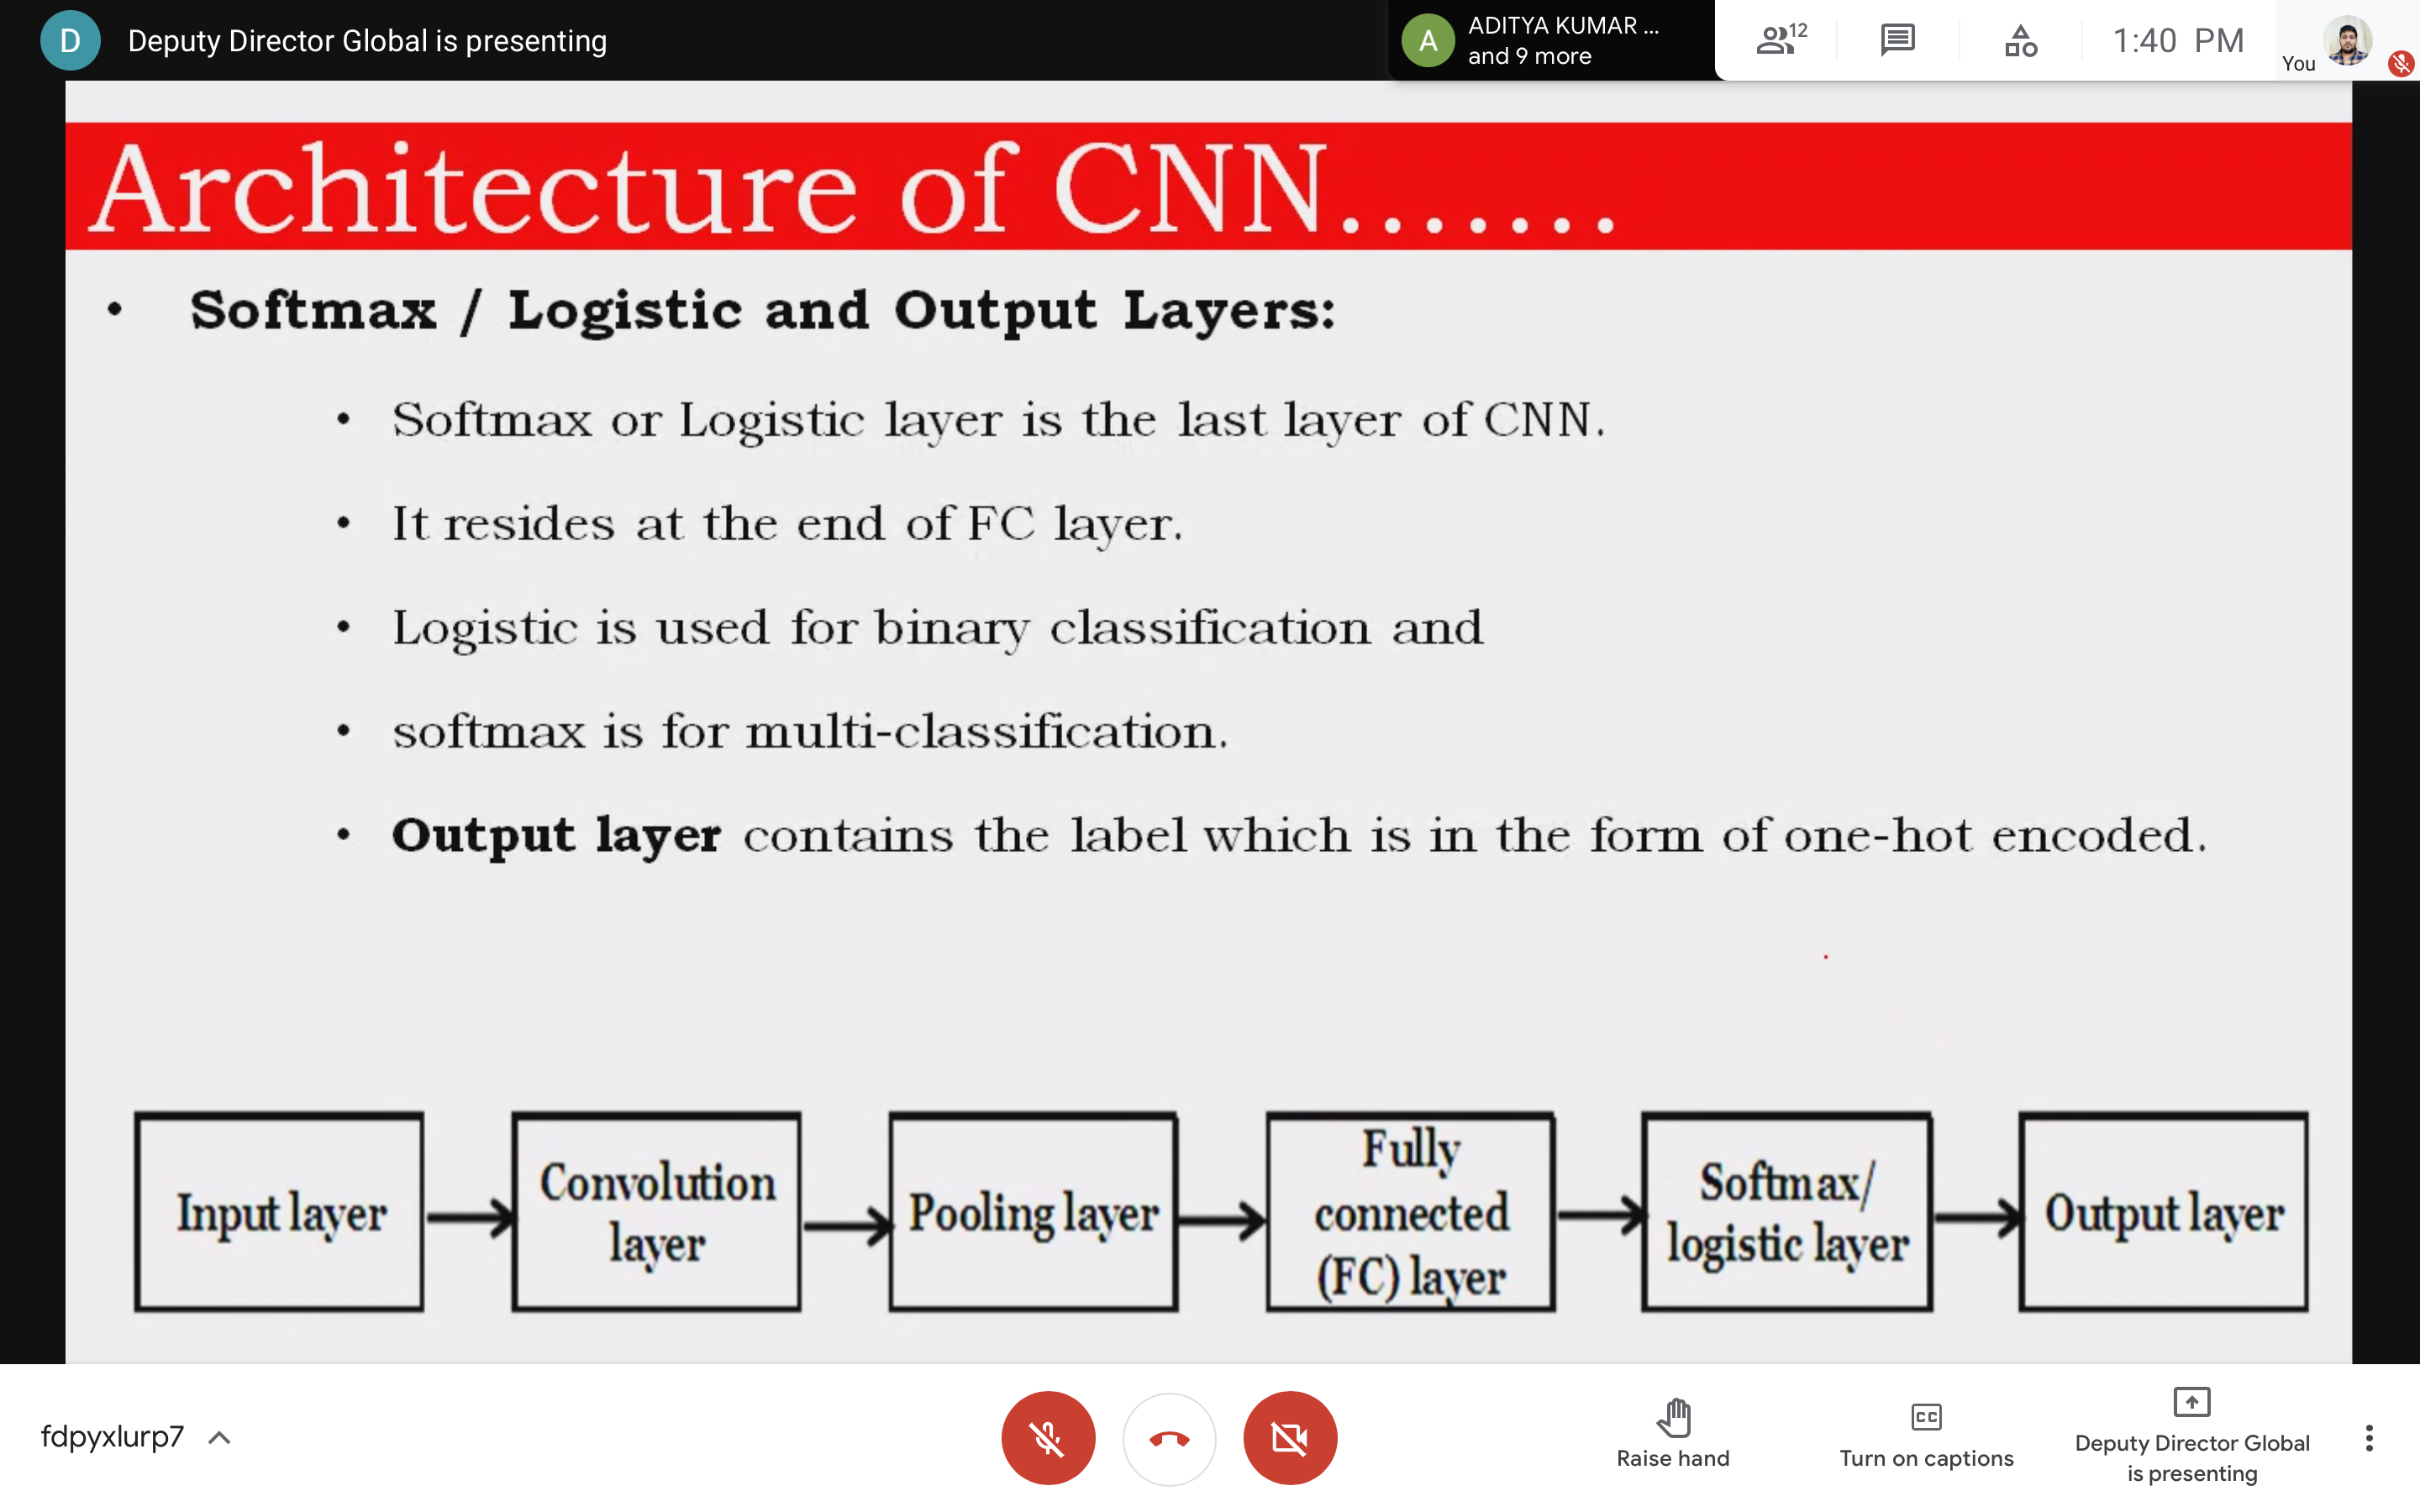 D Deputy Director Global is presenting
A ADITYA KUMAR ...
and 9 more
12
1:40 PM
You
Architecture of CNN.......
• Softmax / Logistic and Output Layers:
• Softmax or Logistic layer is the last layer of CNN.
• It resides at the end of FC layer.
• Logistic is used for binary classification and
• softmax is for multi-classification.
• Output layer contains the label which is in the form of one-hot encoded.
Input layer
Convolution
layer
Pooling layer
Fully
connected
(FC) layer
Softmax/
logistic layer
Output layer
fdpyxlurp7
Raise hand
CC
Turn on captions
Deputy Director Global
is presenting